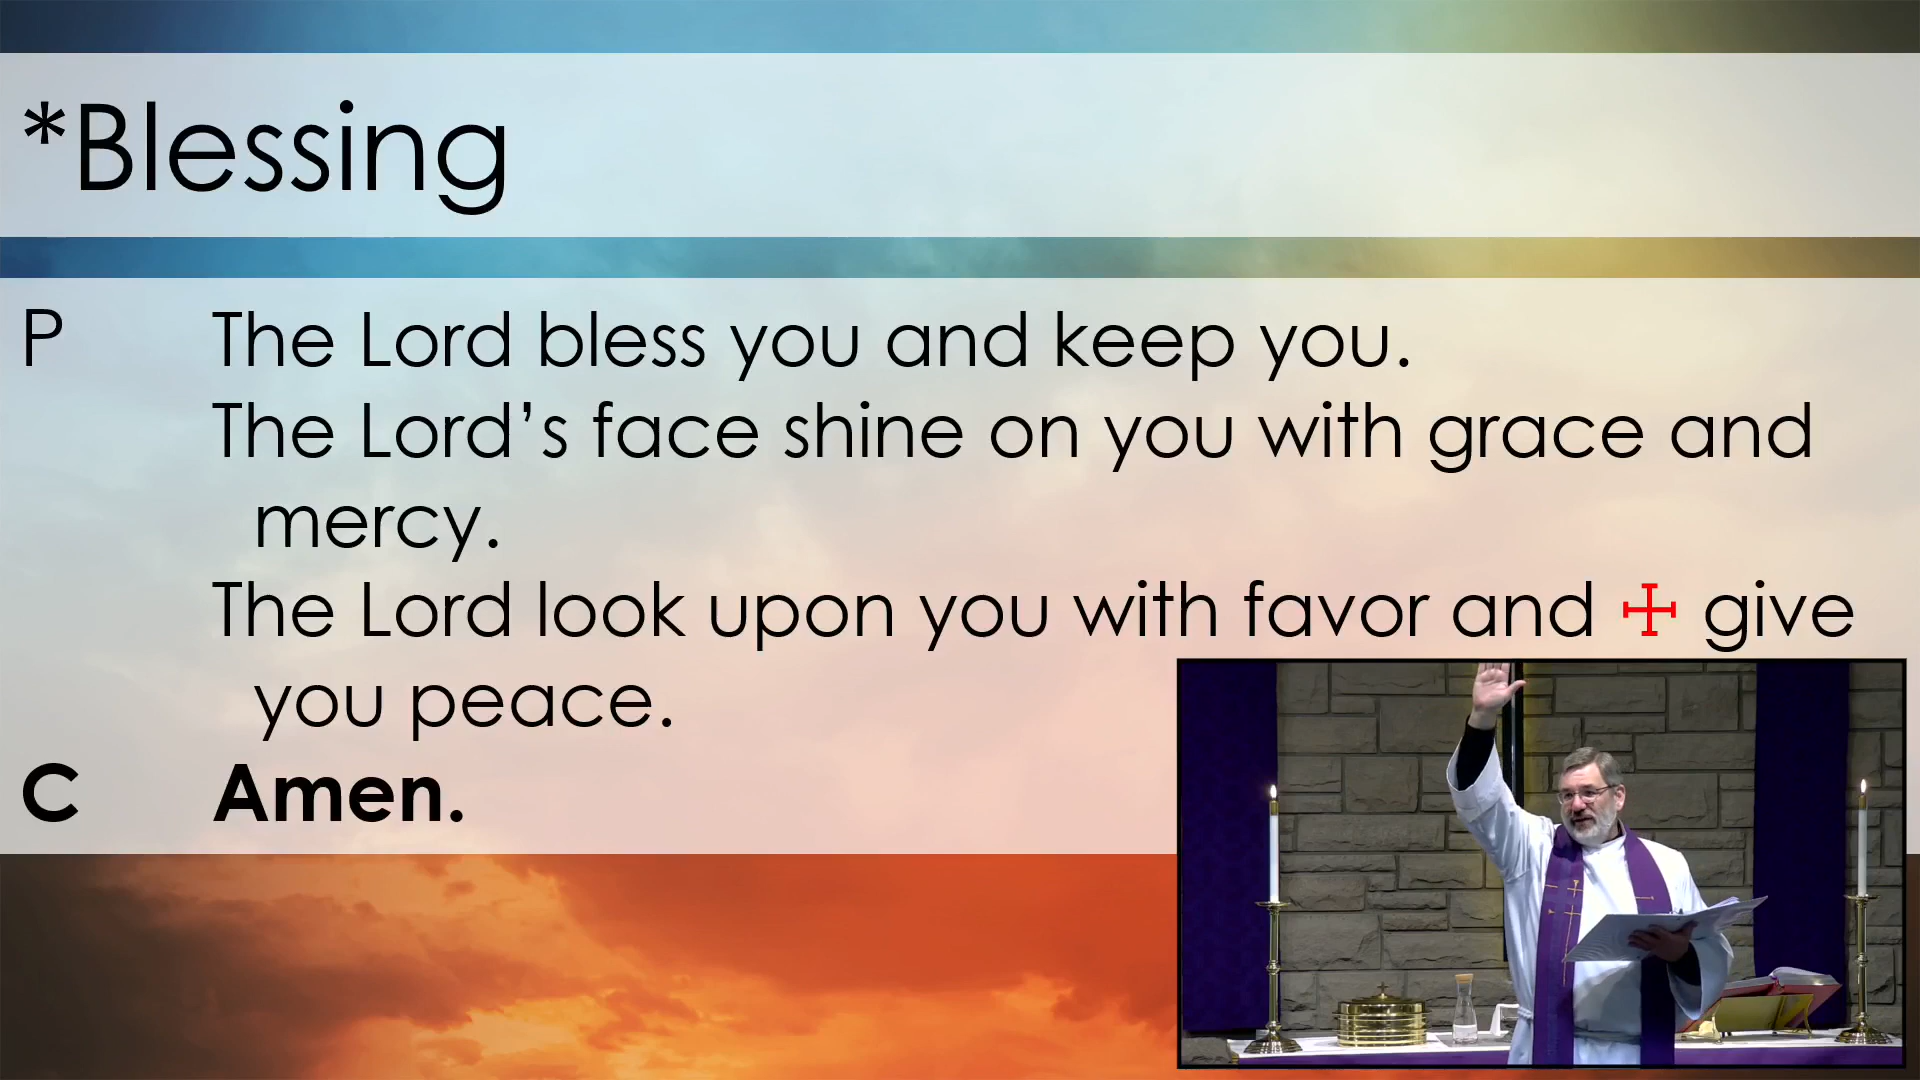 *Blessing
P The Lord bless you and keep you.
The Lord’s face shine on you with grace and
mercy.
The Lord look upon you with favor and ☩ give
you peace.
C Amen.